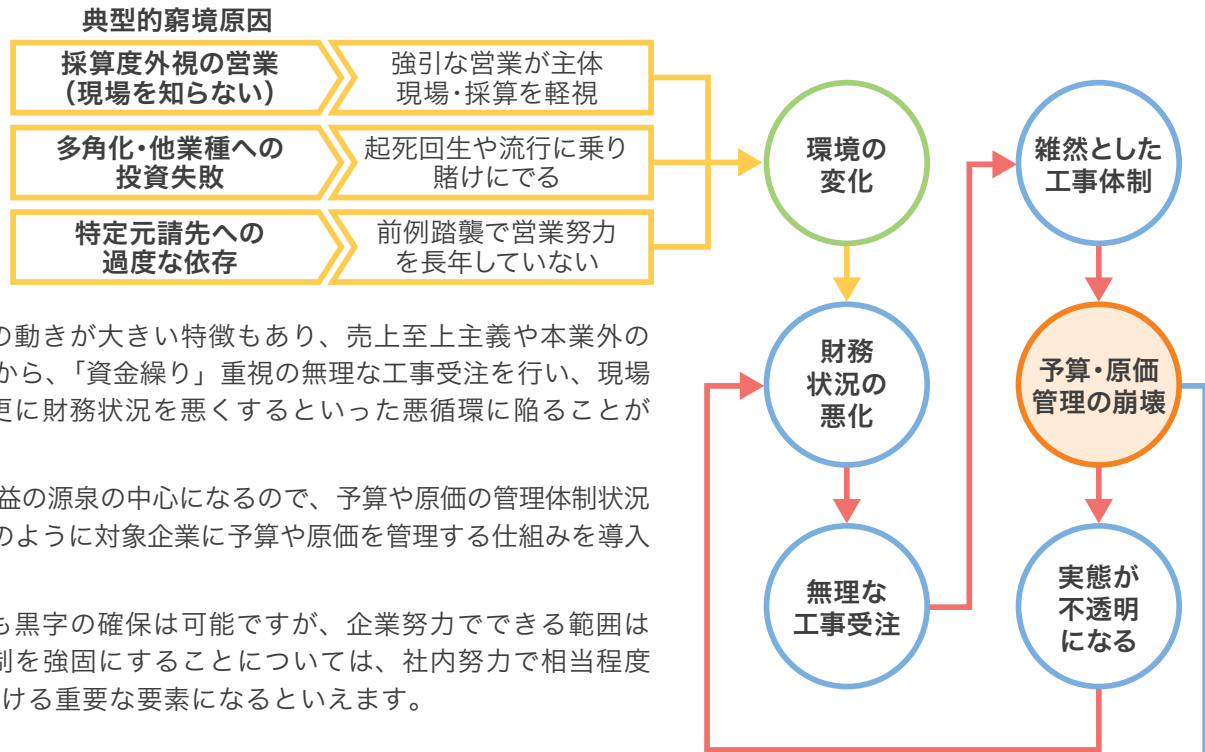 典型的窮境原因
採算度外視の営業
（現場を知らない）
強引な営業が主体
現場・採算を軽視
多角化・他業種への
投資失敗
起死回生や流行に乗り
賭けにでる
特定元請先への
過度な依存
前例踏襲で営業努力
を長年していない
環境の
変化
雑然とした
工事体制
財務
状況の
悪化
予算・原価
管理の崩壊
無理な
工事受注
実態が
不透明
になる
の動きが大きい特徴もあり、売上至上主義や本業外の
から、「資金繰り」重視の無理な工事受注を行い、現場
更に財務状況を悪くするといった悪循環に陥ることが
益の源泉の中心になるので、予算や原価の管理体制状況
のように対象企業に予算や原価を管理する仕組みを導入
も黒字の確保は可能ですが、企業努力でできる範囲は
制を強固にすることについては、社内努力で相当程度
ける重要な要素になるといえます。